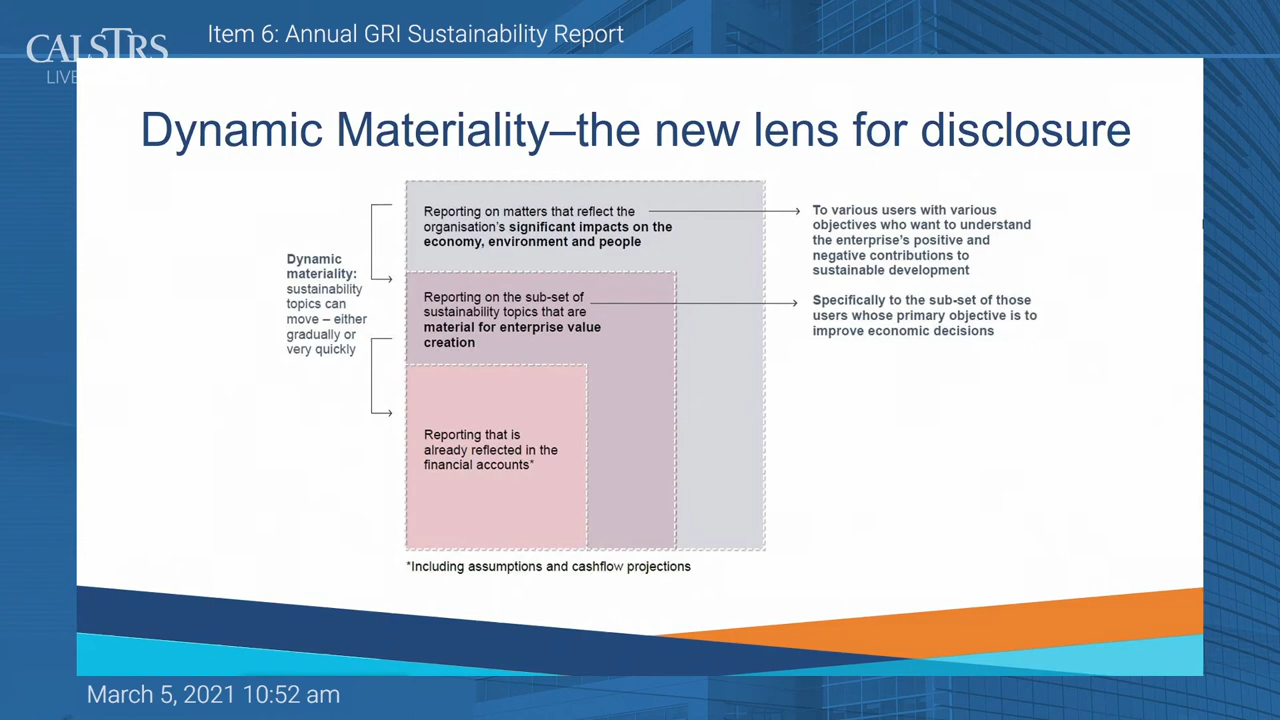 Item 6: Annual GRI Sustainability Report
CALSTRS
LIVE
Dynamic Materiality–the new lens for disclosure
Reporting on matters that reflect the
organisation's significant impacts on the
economy, environment and people
To various users with various
objectives who want to understand
the enterprise's positive and
negative contributions to
sustainable development
Dynamic
materiality:
sustainability
topics can
move – either
gradually or
very quickly
Reporting on the sub-set of
sustainability topics that are
material for enterprise value
creation
Specifically to the sub-set of those
users whose primary objective is to
improve economic decisions
Reporting that is
already reflected in the
financial accounts*
*Including assumptions and cashflow projections
March 5, 2021 10:52 am